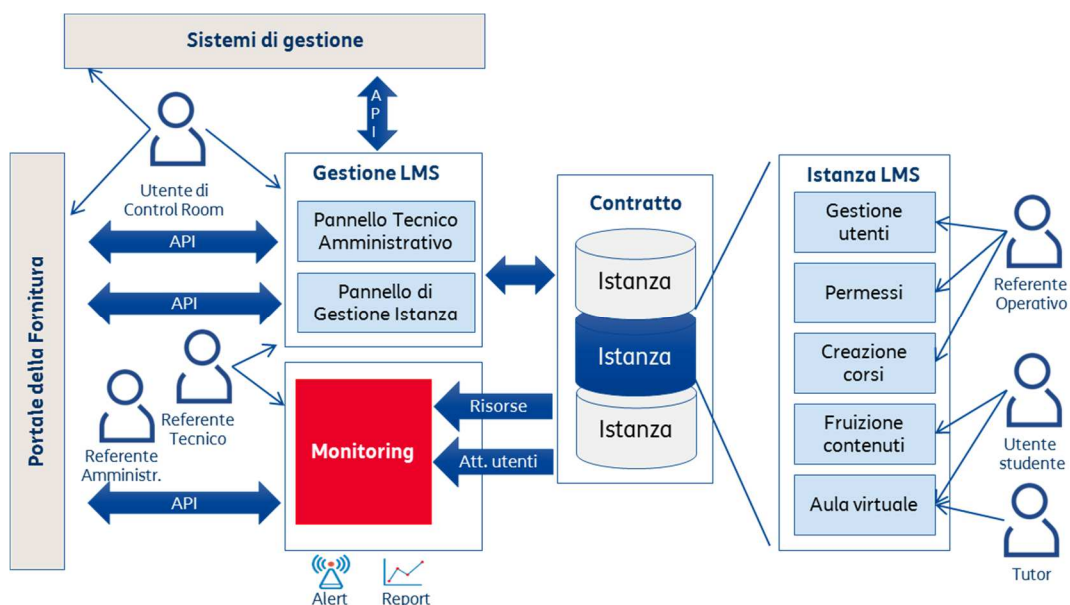 Sistemi di gestione
A
P
I
Utente di
Control Room
Portale della Fornitura
API
API
Referente
Tecnico
Referente
Amministr.
API
Gestione LMS
Pannello Tecnico
Amministrativo
Pannello di
Gestione Istanza
Monitoring
Alert
Report
Risorse
Att. utenti
Contratto
Istanza
Istanza
Istanza
Istanza LMS
Gestione
utenti
Permessi
Creazione
corsi
Fruizione
contenuti
Aula virtuale
Referente
Operativo
Utente
studente
Tutor